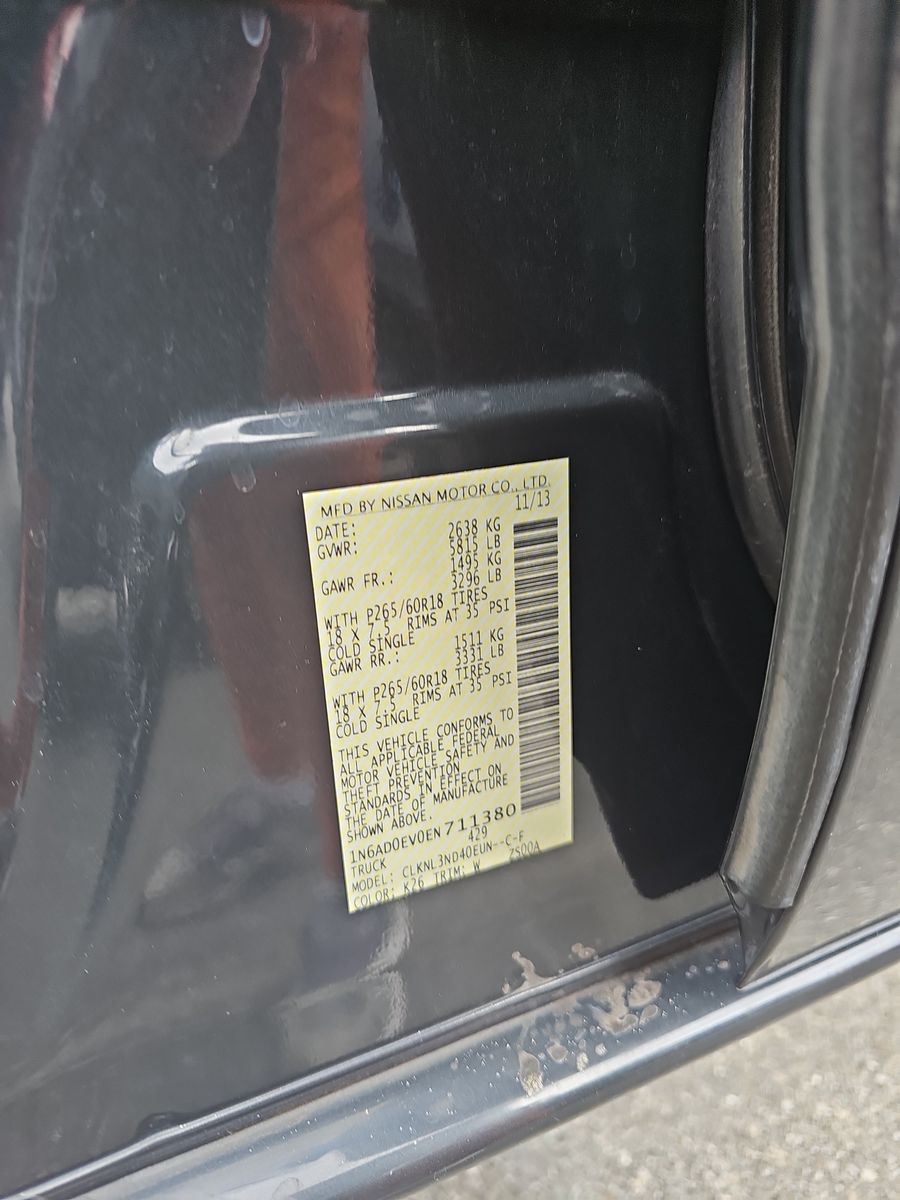 MFD BY NISSAN MOTOR CO., LTD.
DATE: 11/13
GVWR: 2638 KG
5815 LB
GAWR FR.: 1495 KG
3296 LB
WITH P265/60R18 TIRES
18 X 7.5 RIMS AT 35 PSI
COLD SINGLE
GAWR RR.: 1511 KG
3331 LB
WITH P265/60R18 TIRES
18 X 7.5 RIMS AT 35 PSI
COLD SINGLE
THIS VEHICLE CONFORMS TO
ALL APPLICABLE FEDERAL
MOTOR VEHICLE SAFETY AND
THEFT PREVENTION
STANDARDS IN EFFECT ON
THE DATE OF MANUFACTURE
SHOWN ABOVE.
1N6AD0EV0EN711380
TRUCK 429
MODEL: CLKNL3ND40EUN--C-F
COLOR: K26 TRIM: W ZS00A